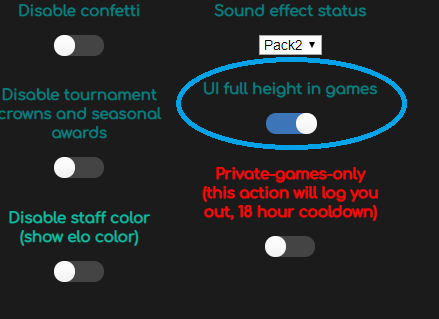 Disable confetti
Disable tournament
crowns and seasonal
awards
Disable staff color
(show elo color)
Sound effect status
Pack2
UI full height in games
Private-games-only
(this action will log you
out, 18 hour cooldown)